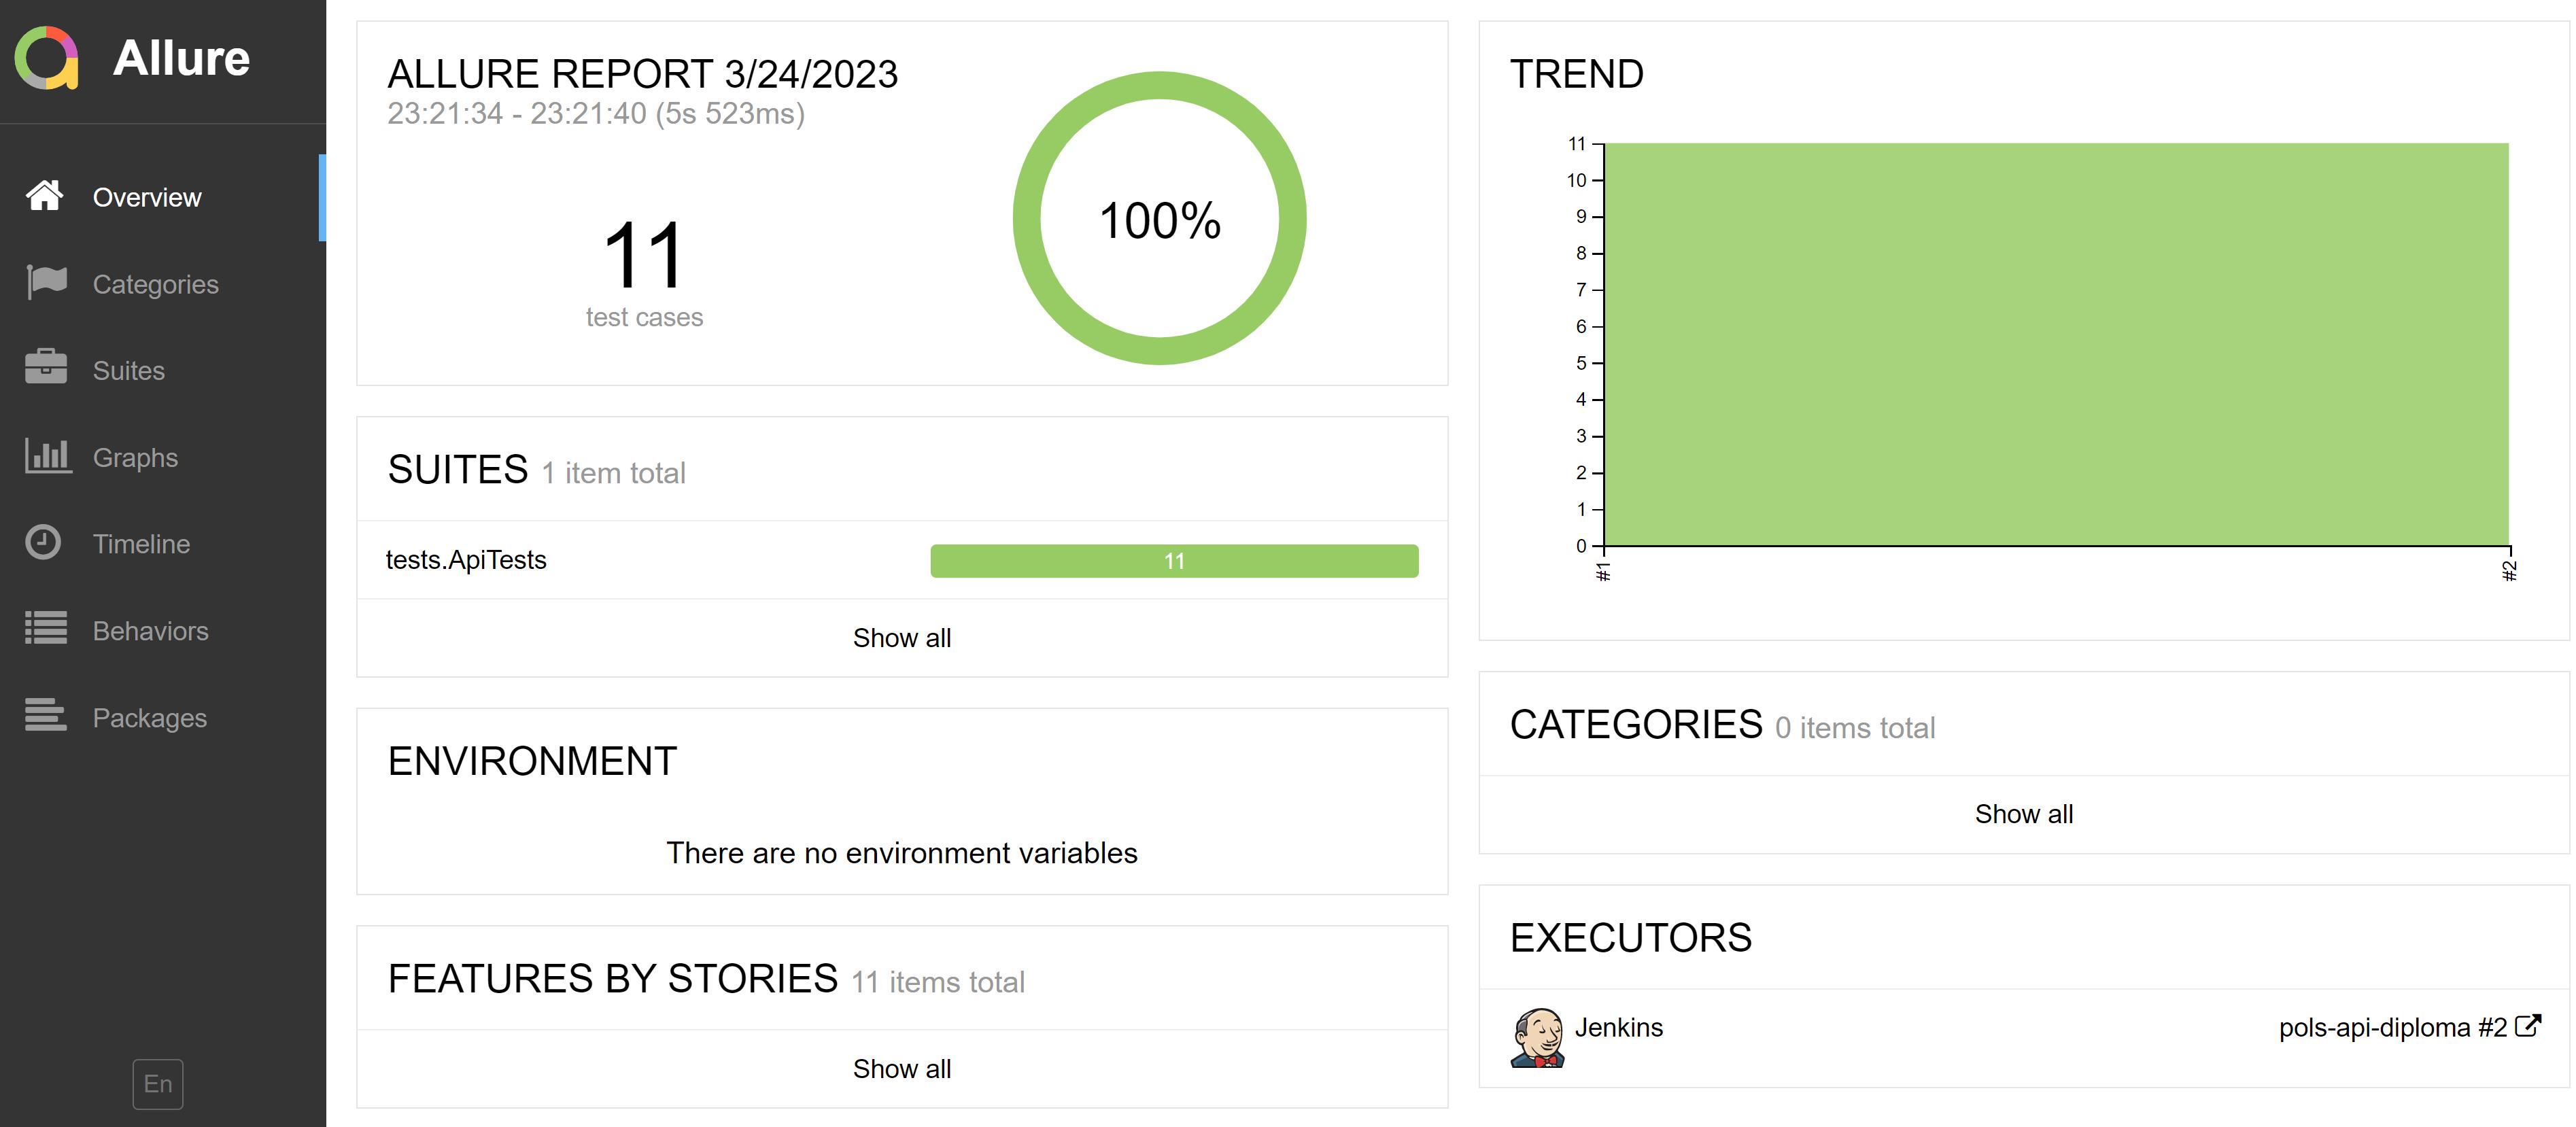 Allure
Overview
Categories
Suites
Graphs
Timeline
Behaviors
Packages
En
ALLURE REPORT 3/24/2023
23:21:34 - 23:21:40 (5s 523ms)
11
test cases
100%
SUITES 1 item total
tests.ApiTests 11
Show all
ENVIRONMENT
There are no environment variables
FEATURES BY STORIES 11 items total
Show all
TREND
11
10
9
8
7
6
5
4
3
2
1
0
#1 #2
CATEGORIES 0 items total
Show all
EXECUTORS
Jenkins pols-api-diploma #2